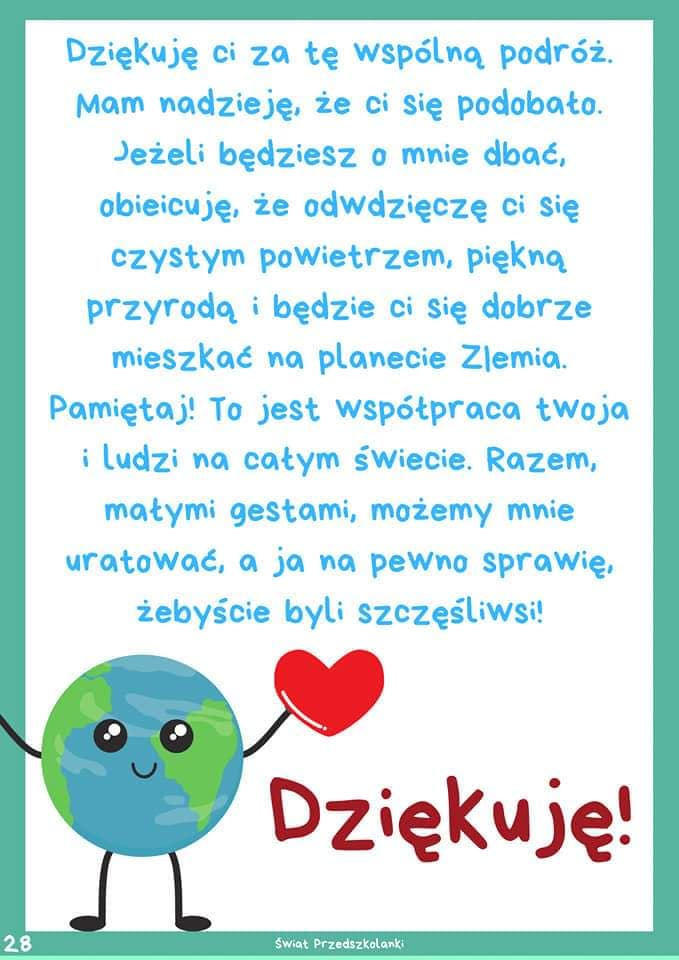 Dziękuję ci za tę wspólną podróż.
Mam nadzieję, że ci się podobało.
Jeżeli będziesz o mnie dbać,
obieicuję, że odwdzięczę ci się
czystym powietrzem, piękną
przyrodą i będzie ci się dobrze
mieszkać na planecie Z|emia.
Pamiętaj! To jest współpraca twoja
i ludzi na całym świecie. Razem,
małymi gestami, możemy mnie
uratować, a ja na pewno sprawię,
żebyście byli szczęśliwsi!
Dziękuję!
28
Świat Przedszkolanki